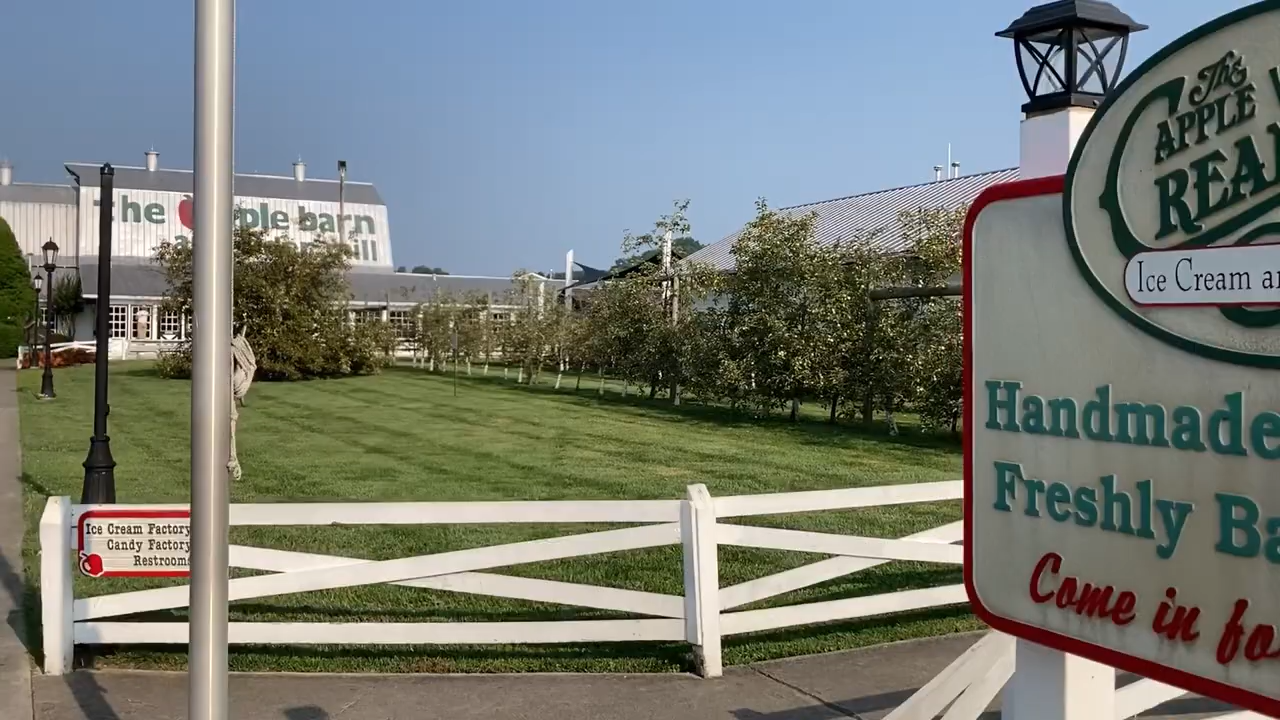 The apple barn
Ice Cream Factory
Candy Factory
Restrooms
The
APPLE
Ice Cream
Handmade
Freshly
Come in